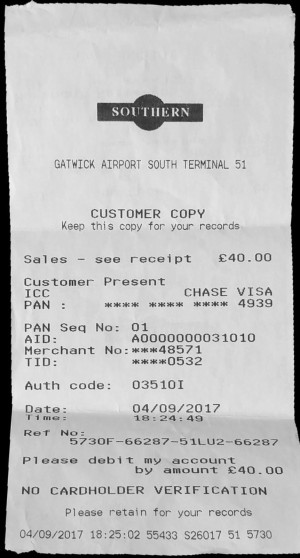 SOUTHERN
GATWICK AIRPORT SOUTH TERMINAL 51
CUSTOMER COPY
Keep this copy for your records
Sales - see receipt £40.00
Customer Present
ICC CHASE VISA
PAN : **** **** **** 4939
PAN Seq No: 01
AID: A0000000031010
Merchant No:***48571
TID: ****0532
Auth code: 03510I
Date: 04/09/2017
Time: 18:24:49
Ref No:
5730F-66287-51LU2-66287
Please debit my account
by amount £40.00
NO CARDHOLDER VERIFICATION
Please retain for your records
04/09/2017 18:25:02 55433 S26017 51 5730